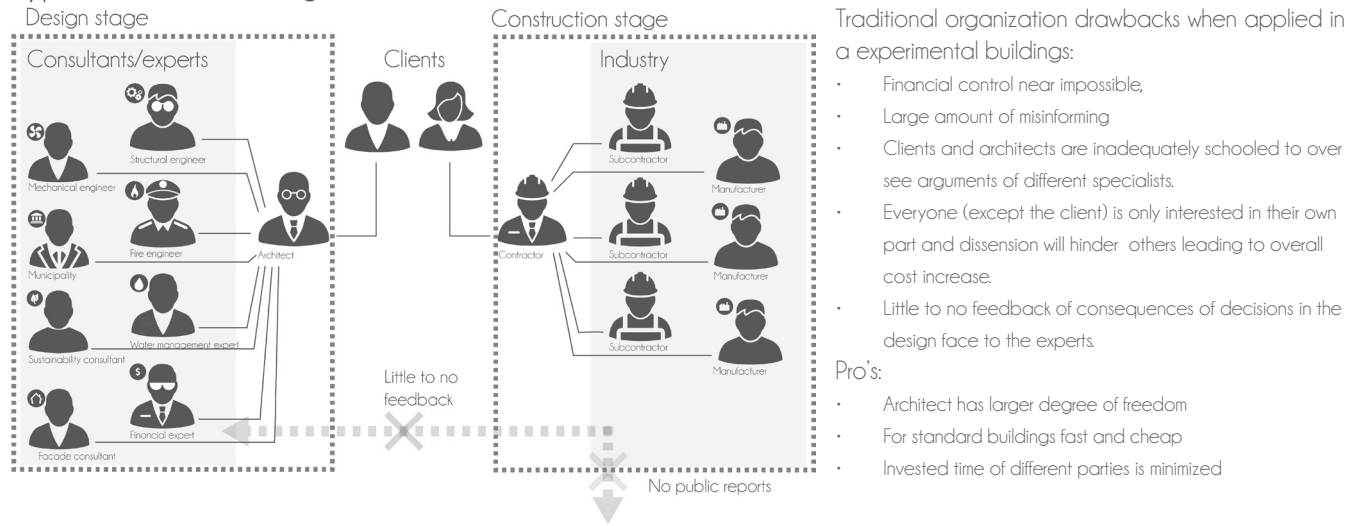 Design stage
Consultants/experts
Structural engineer
Mechanical engineer
Fire engineer
Municipality
Architect
Water management expert
Sustainability consultant
$
Financial expert
Facade consultant
Clients
Little to no
feedback
Construction stage
Industry
Contractor
Subcontractor
Manufacturer
Subcontractor
Manufacturer
Subcontractor
Manufacturer
No public reports
Traditional organization drawbacks when applied in
a experimental buildings:
• Financial control near impossible,
• Large amount of misinforming
• Clients and architects are inadequately schooled to over
see arguments of different specialists.
• Everyone (except the client) is only interested in their own
part and dissension will hinder others leading to overall
cost increase.
• Little to no feedback of consequences of decisions in the
design face to the experts.
Pro's:
• Architect has larger degree of freedom
• For standard buildings fast and cheap
• Invested time of different parties is minimized